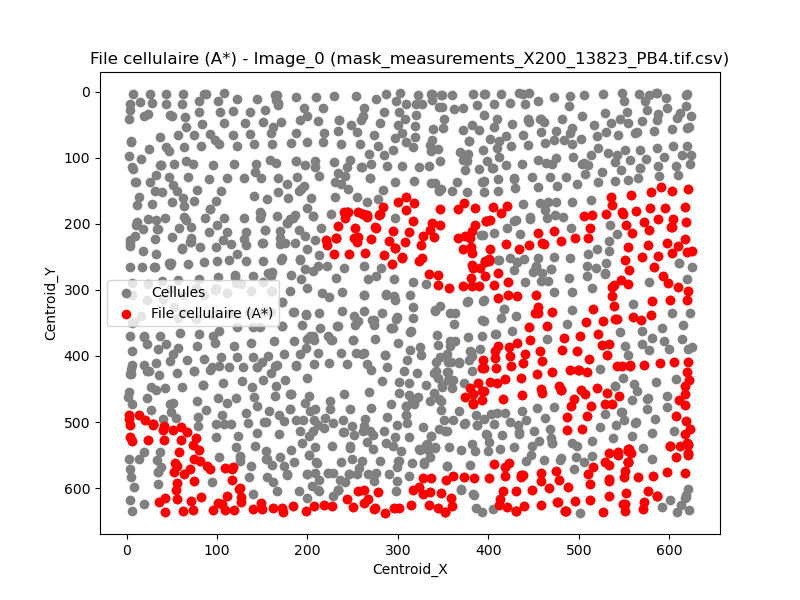 File cellulaire (A*) - Image_0 (mask_measurements_X200_13823_PB4.tif.csv)
0
100
200
300
400
500
600
Centroid_Y
Cellules
File cellulaire (A*)
0
100
200
300
400
500
600
Centroid_X